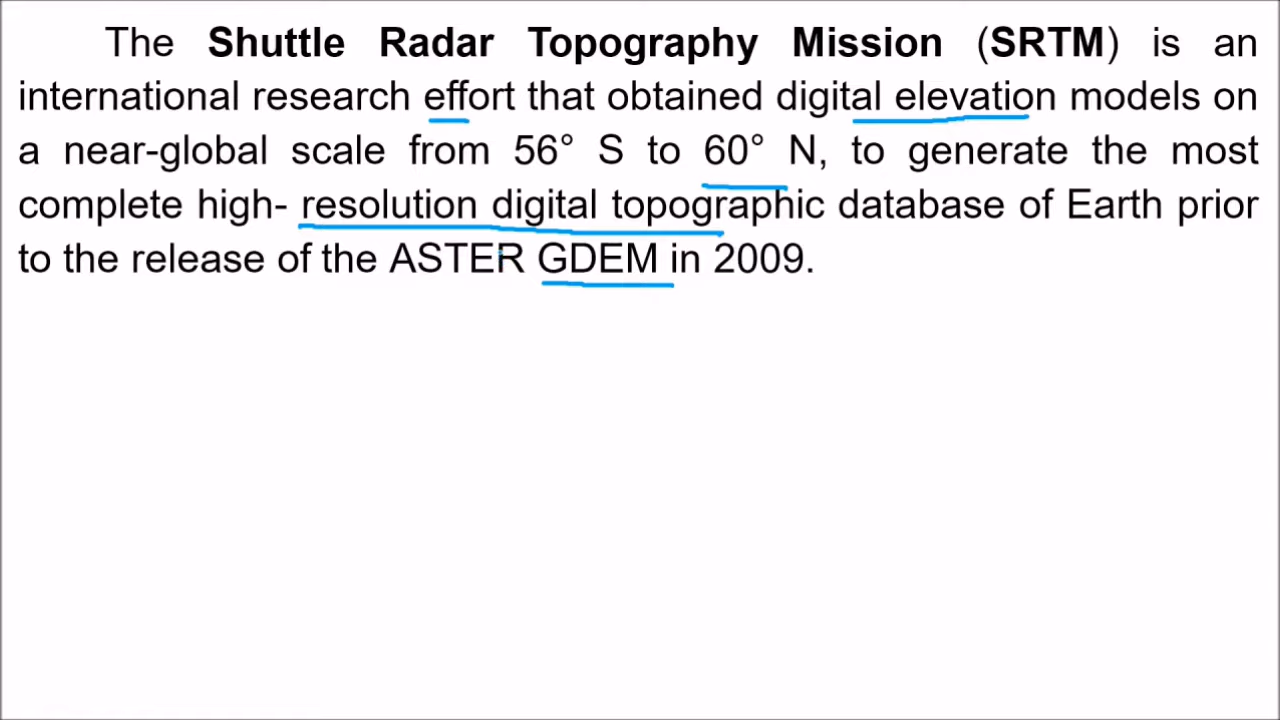 The Shuttle Radar Topography Mission (SRTM) is an
international research effort that obtained digital elevation models on
a near-global scale from 56° S to 60° N, to generate the most
complete high- resolution digital topographic database of Earth prior
to the release of the ASTER GDEM in 2009.